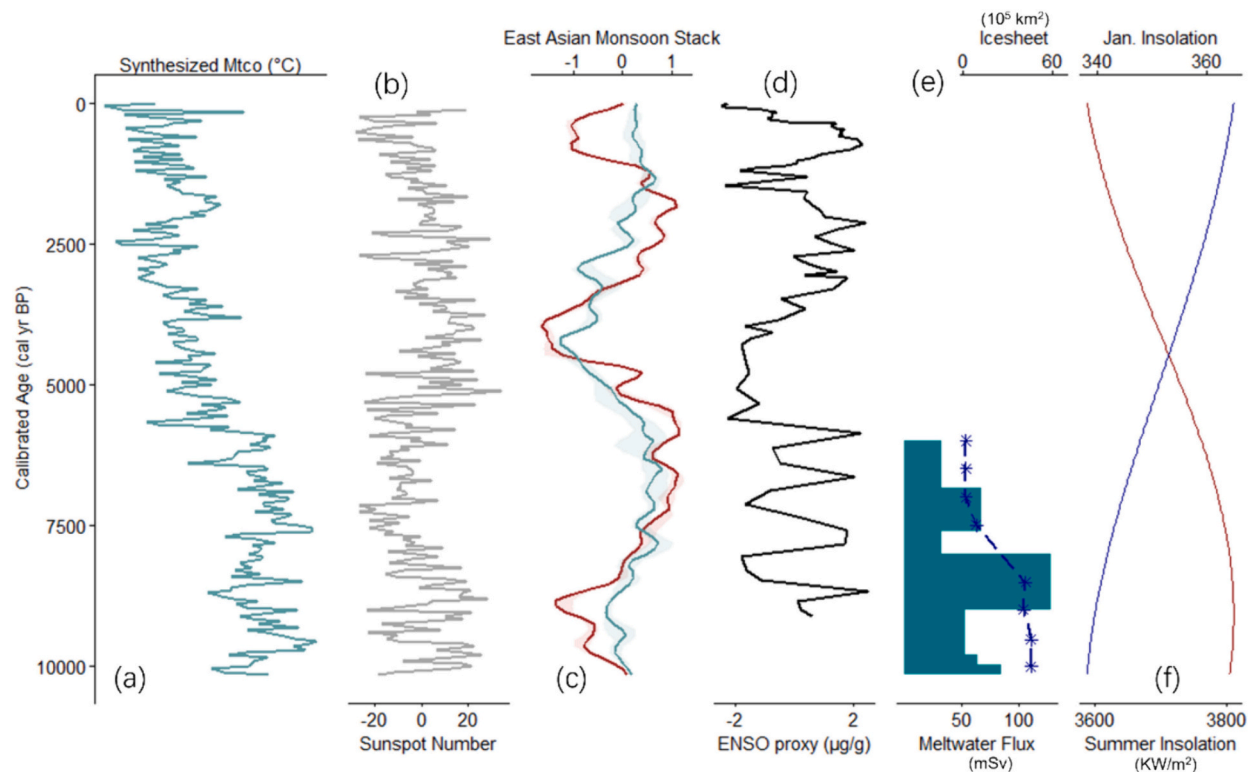 (10⁵ km²)
East Asian Monsoon Stack
Icesheet
Jan. Insolation
Synthesized Mtco (°C)
-1 0 1
0 60
340 360
(b)
(d)
(e)
0
2500
5000
7500
10000
Calibrated Age (cal yr BP)
(a)
(c)
(f)
-20 0 20
-2 2
50 100
3600 3800
Sunspot Number
ENSO proxy (µg/g)
Meltwater Flux
(mSv)
Summer Insolation
(KW/m²)